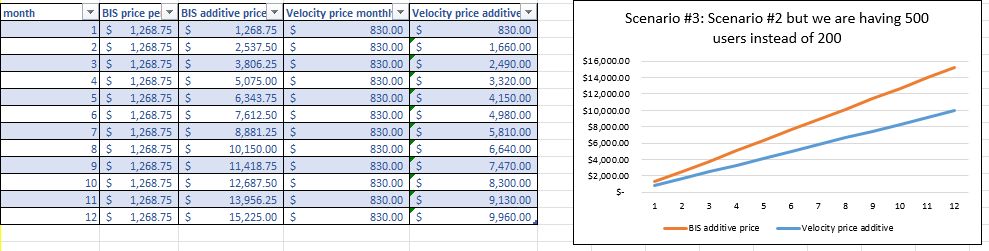 month BIS price pe BIS additive price Velocity price monthl Velocity price additive
1 $ 1,268.75 $ 1,268.75 $ 830.00 $ 830.00
2 $ 1,268.75 $ 2,537.50 $ 830.00 $ 1,660.00
3 $ 1,268.75 $ 3,806.25 $ 830.00 $ 2,490.00
4 $ 1,268.75 $ 5,075.00 $ 830.00 $ 3,320.00
5 $ 1,268.75 $ 6,343.75 $ 830.00 $ 4,150.00
6 $ 1,268.75 $ 7,612.50 $ 830.00 $ 4,980.00
7 $ 1,268.75 $ 8,881.25 $ 830.00 $ 5,810.00
8 $ 1,268.75 $ 10,150.00 $ 830.00 $ 6,640.00
9 $ 1,268.75 $ 11,418.75 $ 830.00 $ 7,470.00
10 $ 1,268.75 $ 12,687.50 $ 830.00 $ 8,300.00
11 $ 1,268.75 $ 13,956.25 $ 830.00 $ 9,130.00
12 $ 1,268.75 $ 15,225.00 $ 830.00 $ 9,960.00
Scenario #3: Scenario #2 but we are having 500
users instead of 200
$16,000.00
$14,000.00
$12,000.00
$10,000.00
$8,000.00
$6,000.00
$4,000.00
$2,000.00
$-
1 2 3 4 5 6 7 8 9 10 11 12
BIS additive price Velocity price additive